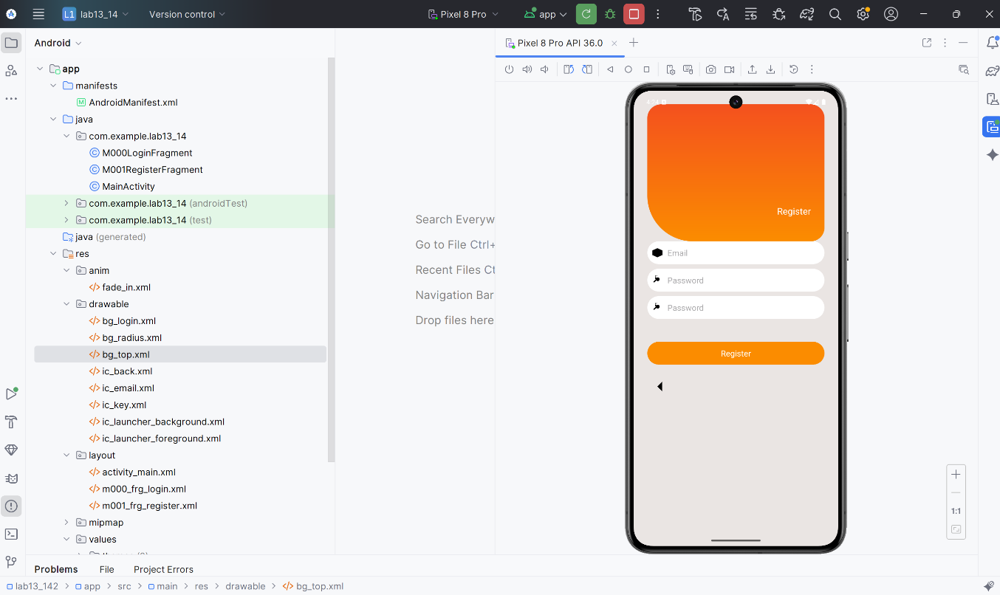 L1 lab13_14 Version control Pixel 8 Pro app
Android
Pixel 8 Pro API 36.0
app
manifests
M AndroidManifest.xml
java
com.example.lab13_14
C M000LoginFragment
C M001RegisterFragment
C MainActivity
com.example.lab13_14 (androidTest)
com.example.lab13_14 (test)
java (generated)
res
anim
fade_in.xml
drawable
bg_login.xml
bg_radius.xml
bg_top.xml
ic_back.xml
ic_email.xml
ic_key.xml
ic_launcher_background.xml
ic_launcher_foreground.xml
layout
activity_main.xml
m000_frg_login.xml
m001_frg_register.xml
mipmap
values
Search Everyw
Go to File Ctrl+
Recent Files Ct
Navigation Bar
Drop files here
Register
Email
Password
Password
Register
1:1
Problems File Project Errors
lab13_142 > app > src > main > res > drawable > bg_top.xml